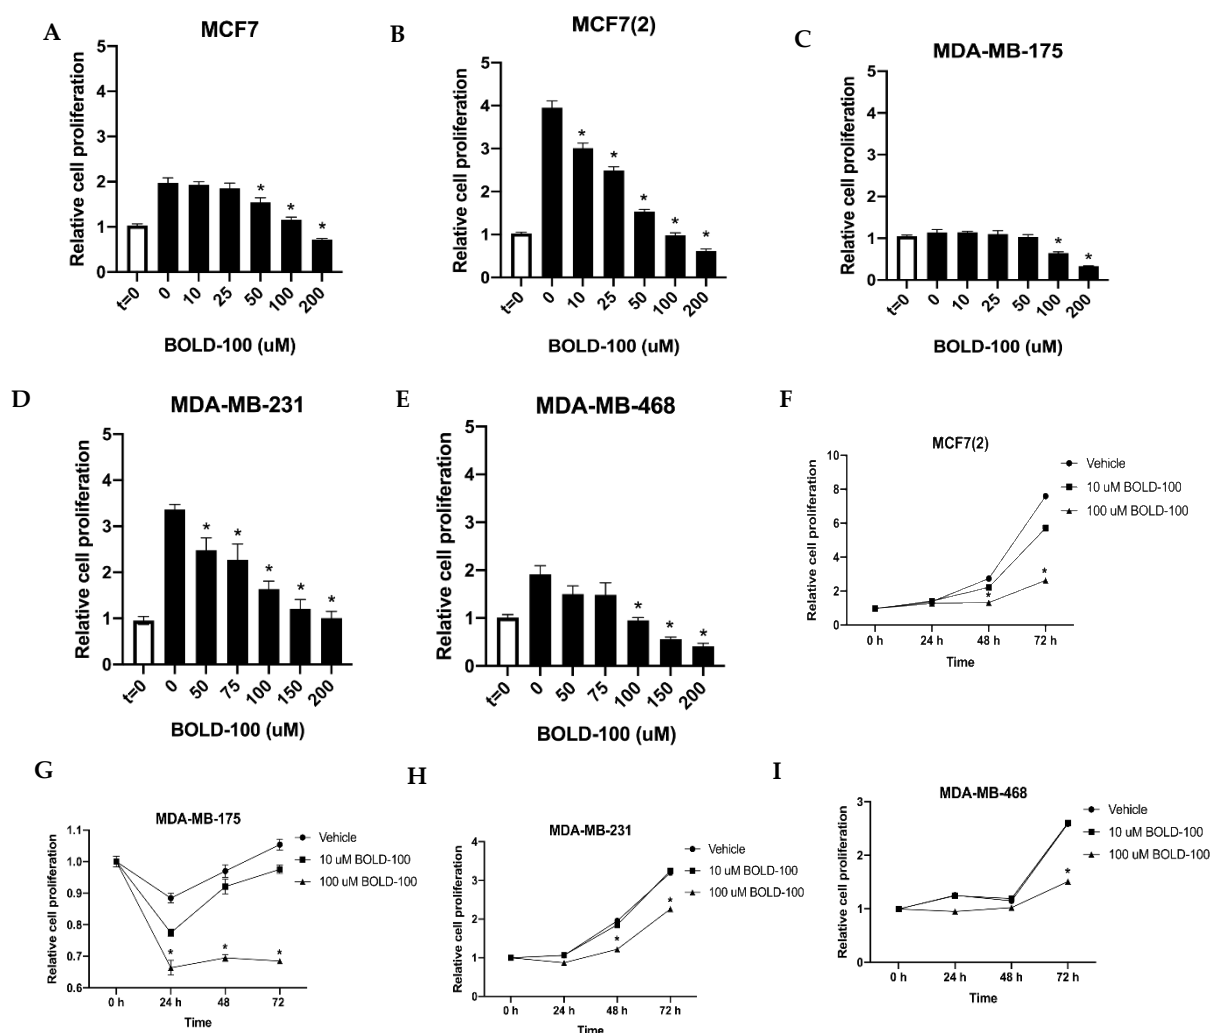 A
MCF7
Relative cell proliferation
5
4
3
2
1
0
t=0 0 10 25 50 100 200
* * *
BOLD-100 (uM)
B
MCF7(2)
Relative cell proliferation
5
4
3
2
1
0
t=0 0 10 25 50 100 200
* * * * *
BOLD-100 (uM)
C
MDA-MB-175
Relative cell proliferation
5
4
3
2
1
0
t=0 0 10 25 50 100 200
* *
BOLD-100 (uM)
D
MDA-MB-231
Relative cell proliferation
5
4
3
2
1
0
t=0 0 50 75 100 150 200
* * * * *
BOLD-100 (uM)
E
MDA-MB-468
Relative cell proliferation
5
4
3
2
1
0
t=0 0 50 75 100 150 200
* * *
BOLD-100 (uM)
F
MCF7(2)
Relative cell proliferation
10
8
6
4
2
0
0 h 24 h 48 h 72 h
* *
Time
Vehicle
10 uM BOLD-100
100 uM BOLD-100
G
MDA-MB-175
Relative cell proliferation
1.1
1.0
0.9
0.8
0.7
0.6
0 h 24 h 48 72
* * *
Time
Vehicle
10 uM BOLD-100
100 uM BOLD-100
H
MDA-MB-231
Relative cell proliferation
4
3
2
1
0
0 h 24 h 48 h 72 h
* *
Time
Vehicle
10 uM BOLD-100
100 uM BOLD-100
I
MDA-MB-468
Relative cell proliferation
3
2
1
0
0 h 24 h 48 h 72 h
*
Time
Vehicle
10 uM BOLD-100
100 uM BOLD-100